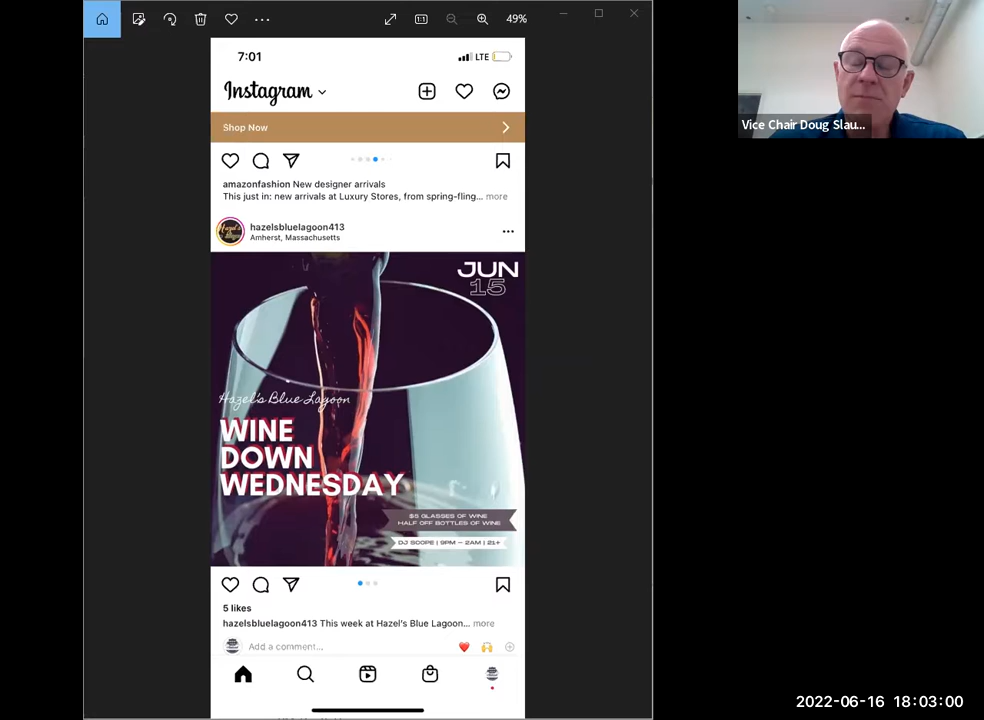 49%
7:01
LTE
Instagram
Shop Now
amazonfashion New designer arrivals
This just in: new arrivals at Luxury Stores, from spring-fling... more
hazelsbluelagoon413
Amherst, Massachusetts
JUN
15
Hazel's Blue Lagoon
WINE
DOWN
WEDNESDAY
$5 GLASSES OF WINE
HALF OFF BOTTLES OF WINE
DJ SCOPE | 9PM – 2AM | 21+
5 likes
hazelsbluelagoon413 This week at Hazel's Blue Lagoon... more
Add a comment...
Vice Chair Doug Slau...
2022-06-16 18:03:00